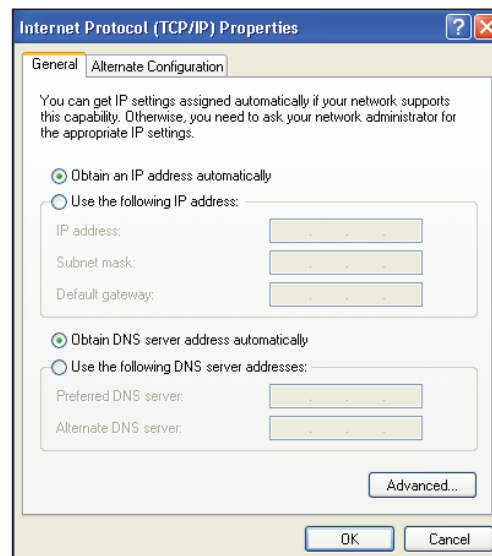 Internet Protocol (TCP/IP) Properties
General
Alternate Configuration
You can get IP settings assigned automatically if your network supports
this capability. Otherwise, you need to ask your network administrator for
the appropriate IP settings.
Obtain an IP address automatically
Use the following IP address:
IP address:
Subnet mask:
Default gateway:
Obtain DNS server address automatically
Use the following DNS server addresses:
Preferred DNS server:
Alternate DNS server:
Advanced...
OK
Cancel